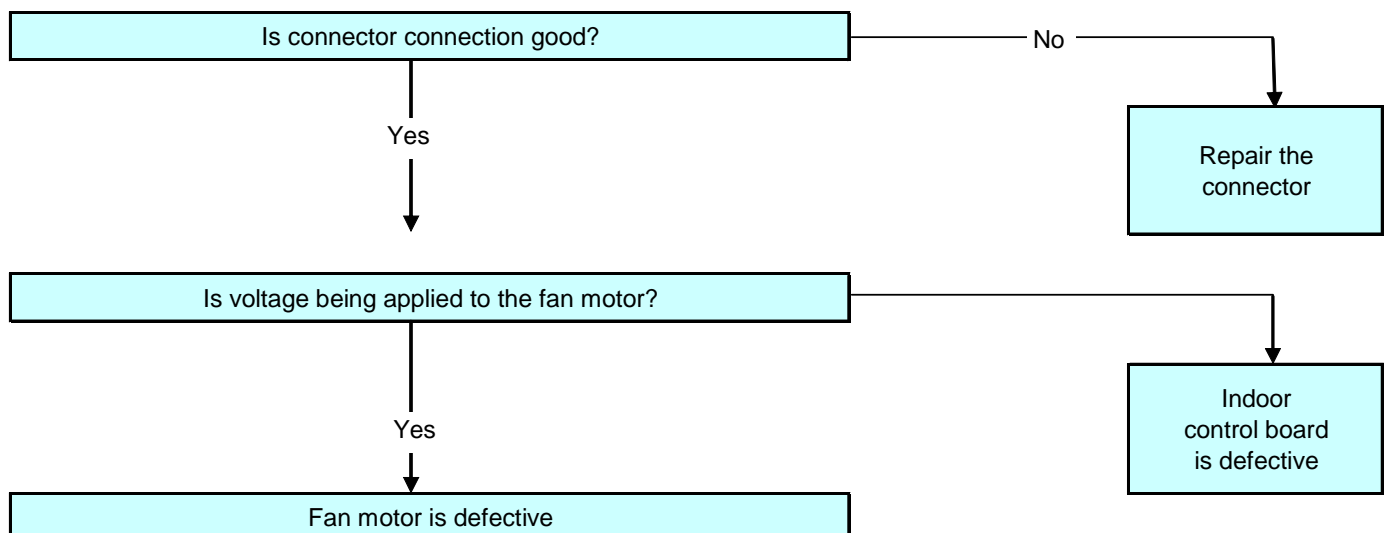 Is connector connection good?
No
Yes
Repair the
connector
Is voltage being applied to the fan motor?
Yes
Indoor
control board
is defective
Fan motor is defective